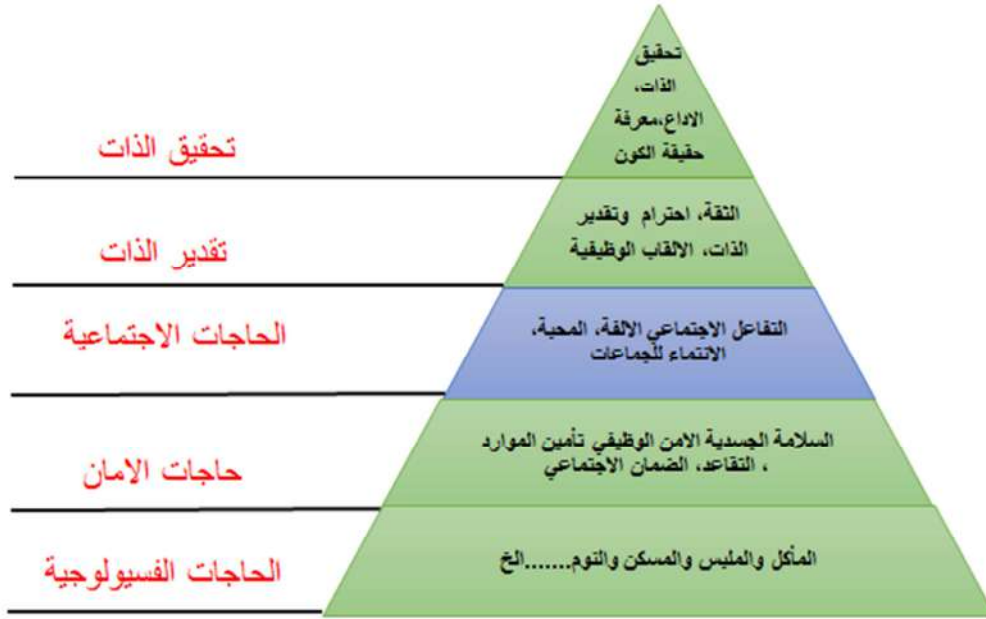 تحقيق
الذات،
الاداع،معرفة
حقيقة الكون
تحقيق الذات
الثقة، احترام وتقدير
الذات، الالقاب الوظيفية
تقدير الذات
التفاعل الاجتماعي الالفة، المحبة،
الانتماء للجماعات
الحاجات الاجتماعية
السلامة الجسدية الامن الوظيفي تأمين الموارد
، التقاعد، الضمان الاجتماعي
حاجات الامان
المأكل والملبس والمسكن والنوم.......الخ
الحاجات الفسيولوجية